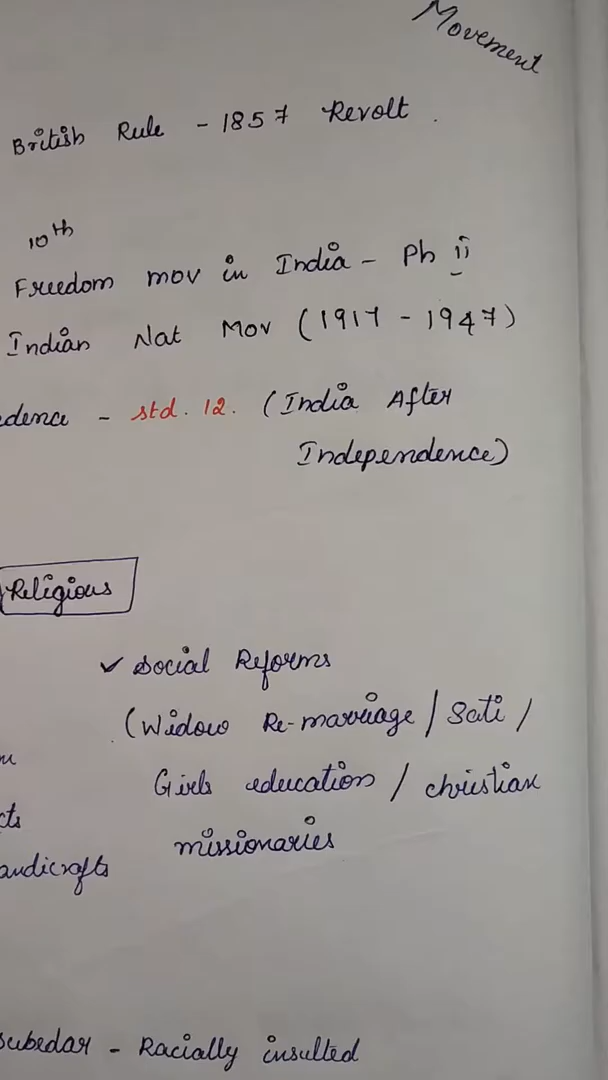 Movement
British Rule - 1857 Revolt.
10th
Freedom mov in India - Ph ii
Indian Nat Mov (1917 - 1947)
dence - std. 12. (India After
Independence)
Religious
✓ Social Reforms
(Widow Re-marriage / Sati /
Girls education / christian
missionaries
cts
andicrafts
subedar - Racially insulted